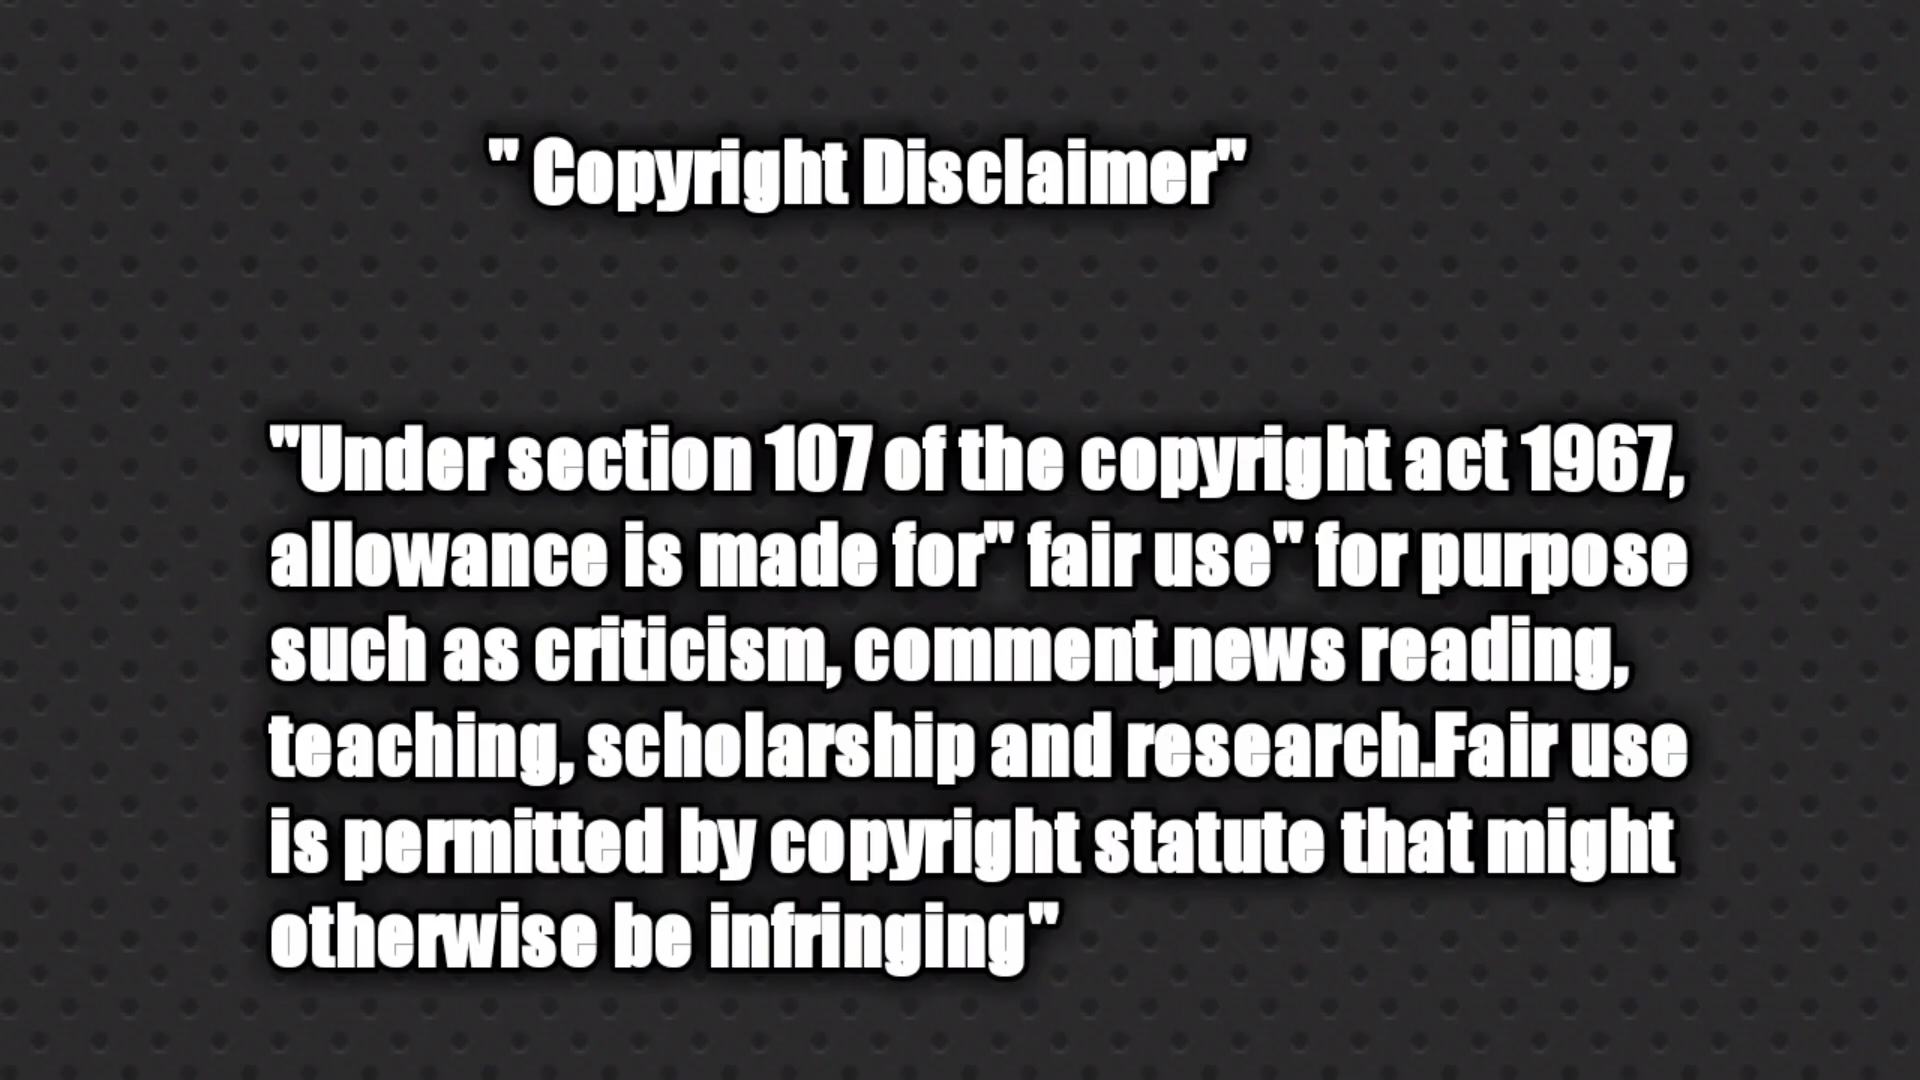 " Copyright Disclaimer"
"Under section 107 of the copyright act 1967,
allowance is made for" fair use" for purpose
such as criticism, comment,news reading,
teaching, scholarship and research.Fair use
is permitted by copyright statute that might
otherwise be infringing"